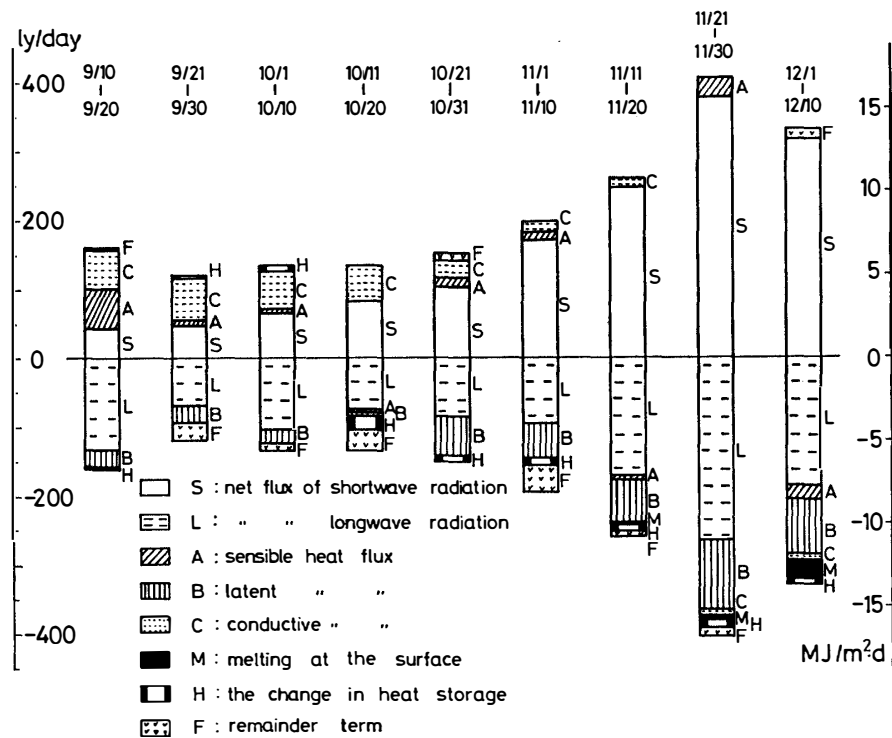 ly/day
11/21
11/30
9/10
9/20
9/21
9/30
10/1
10/10
10/11
10/20
10/21
10/31
11/1
11/10
11/11
11/20
12/1
12/10
-400
-200
0
-200
-400
15
10
5
0
-5
-10
-15
MJ/m²·d
F
C
A
S
L
B
H
H
C
A
S
L
B
F
H
C
A
S
L
B
F
C
S
L
A
B
H
F
F
C
A
S
L
B
H
C
A
S
L
B
H
F
C
S
L
A
B
M
H
F
A
S
L
B
C
M
H
F
F
S
L
A
B
C
M
H
S : net flux of shortwave radiation
L : " " longwave radiation
A : sensible heat flux
B : latent " "
C : conductive " "
M : melting at the surface
H : the change in heat storage
F : remainder term